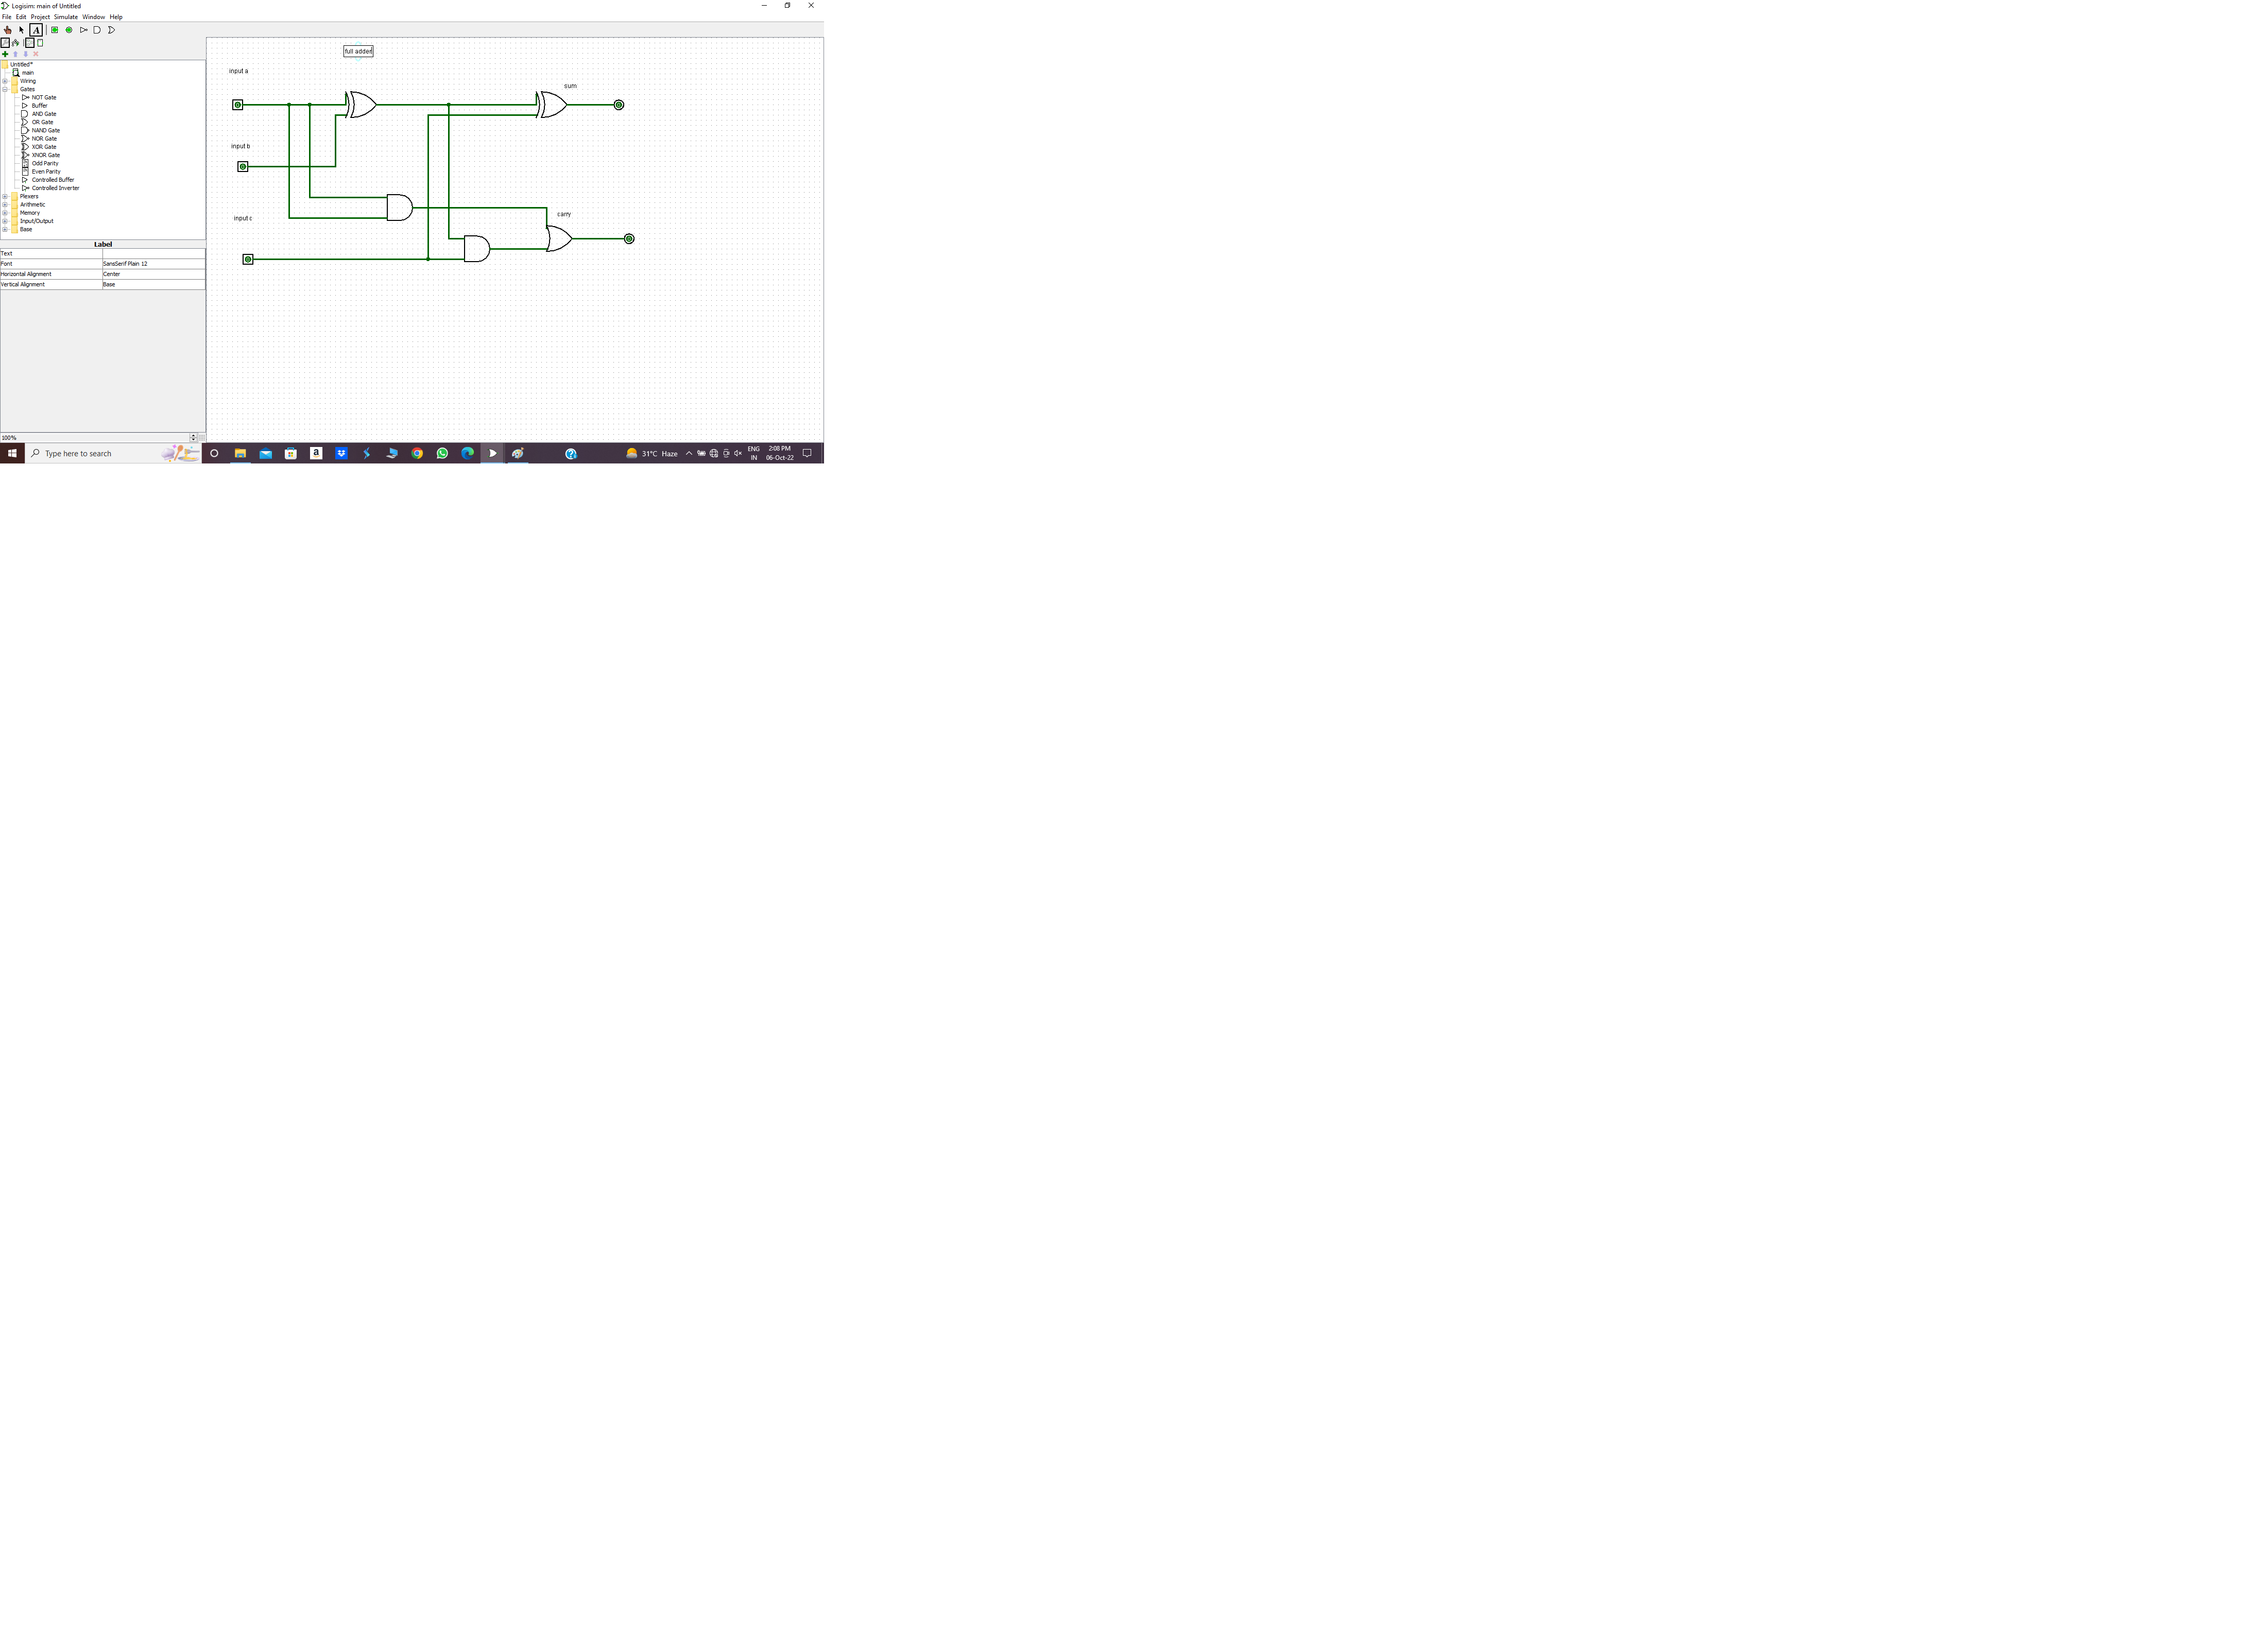 Logisim: main of Untitled
File Edit Project Simulate Window Help
A
full adder
Untitled*
main
Wiring
Gates
NOT Gate
Buffer
AND Gate
OR Gate
NAND Gate
NOR Gate
XOR Gate
XNOR Gate
Odd Parity
Even Parity
Controlled Buffer
Controlled Inverter
Plexers
Arithmetic
Memory
Input/Output
Base
input a
sum
input b
input c
carry
Label
Text
Font SansSerif Plain 12
Horizontal Alignment Center
Vertical Alignment Base
100%
Type here to search
a
31°C Haze
ENG
IN
2:08 PM
06-Oct-22